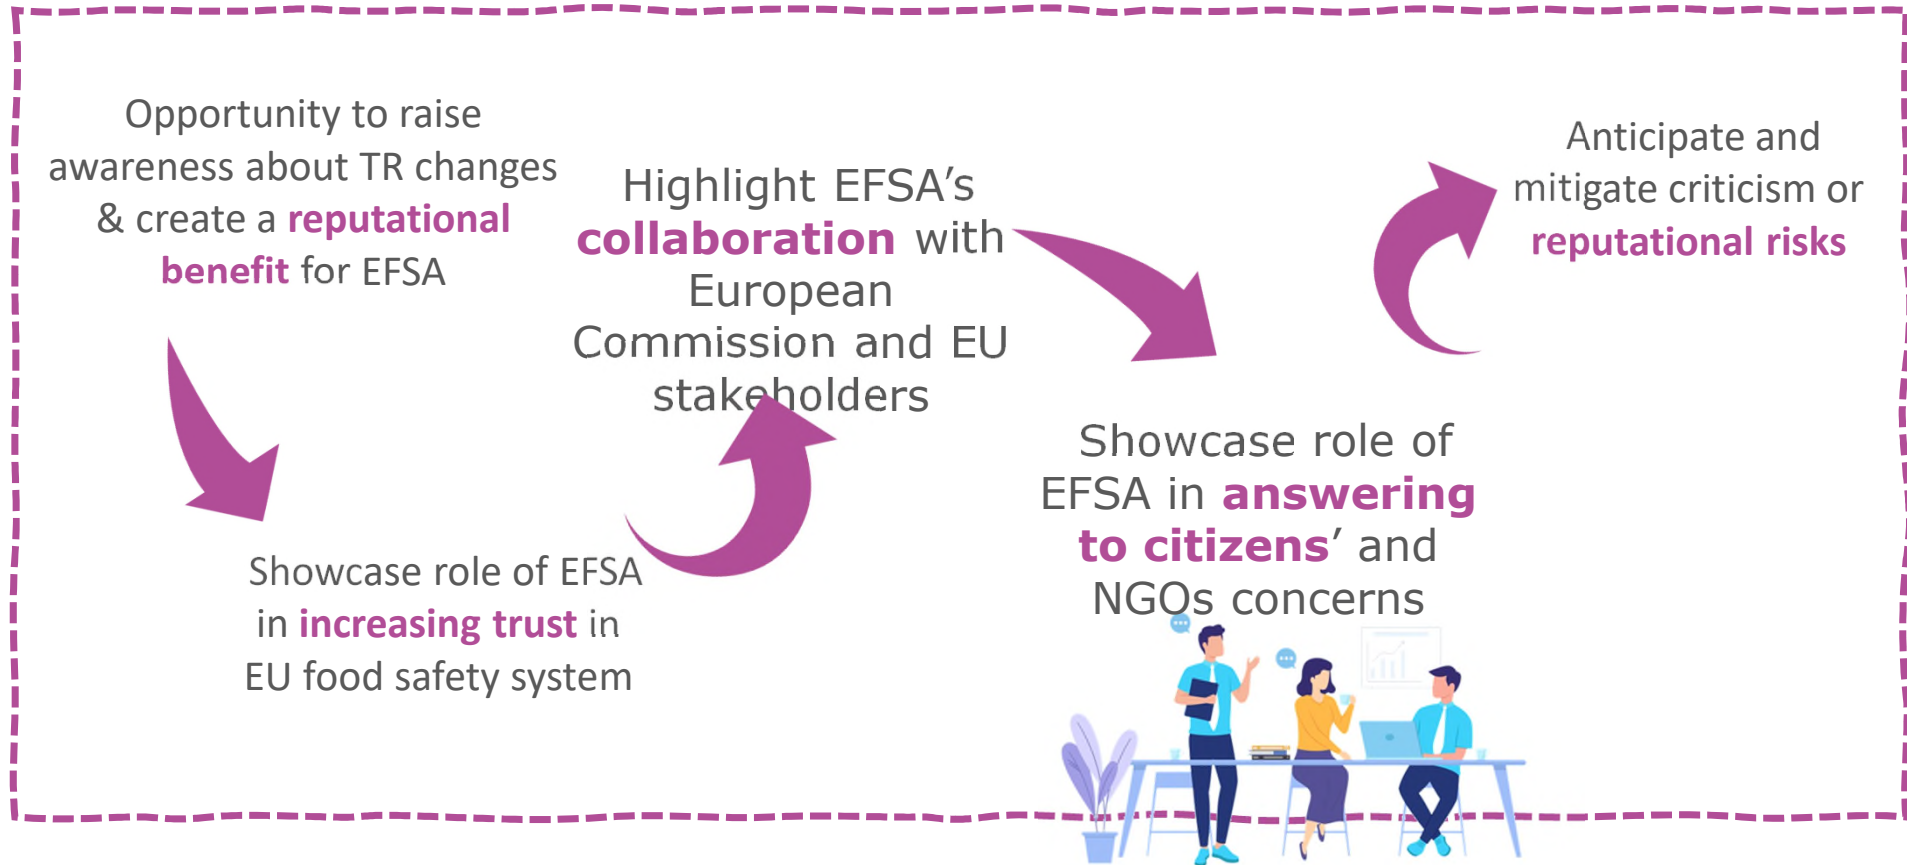 Opportunity to raise
awareness about TR changes
& create a reputational
benefit for EFSA
Showcase role of EFSA
in increasing trust in
EU food safety system
Highlight EFSA’s
collaboration with
European
Commission and EU
stakeholders
Showcase role of
EFSA in answering
to citizens’ and
NGOs concerns
Anticipate and
mitigate criticism or
reputational risks